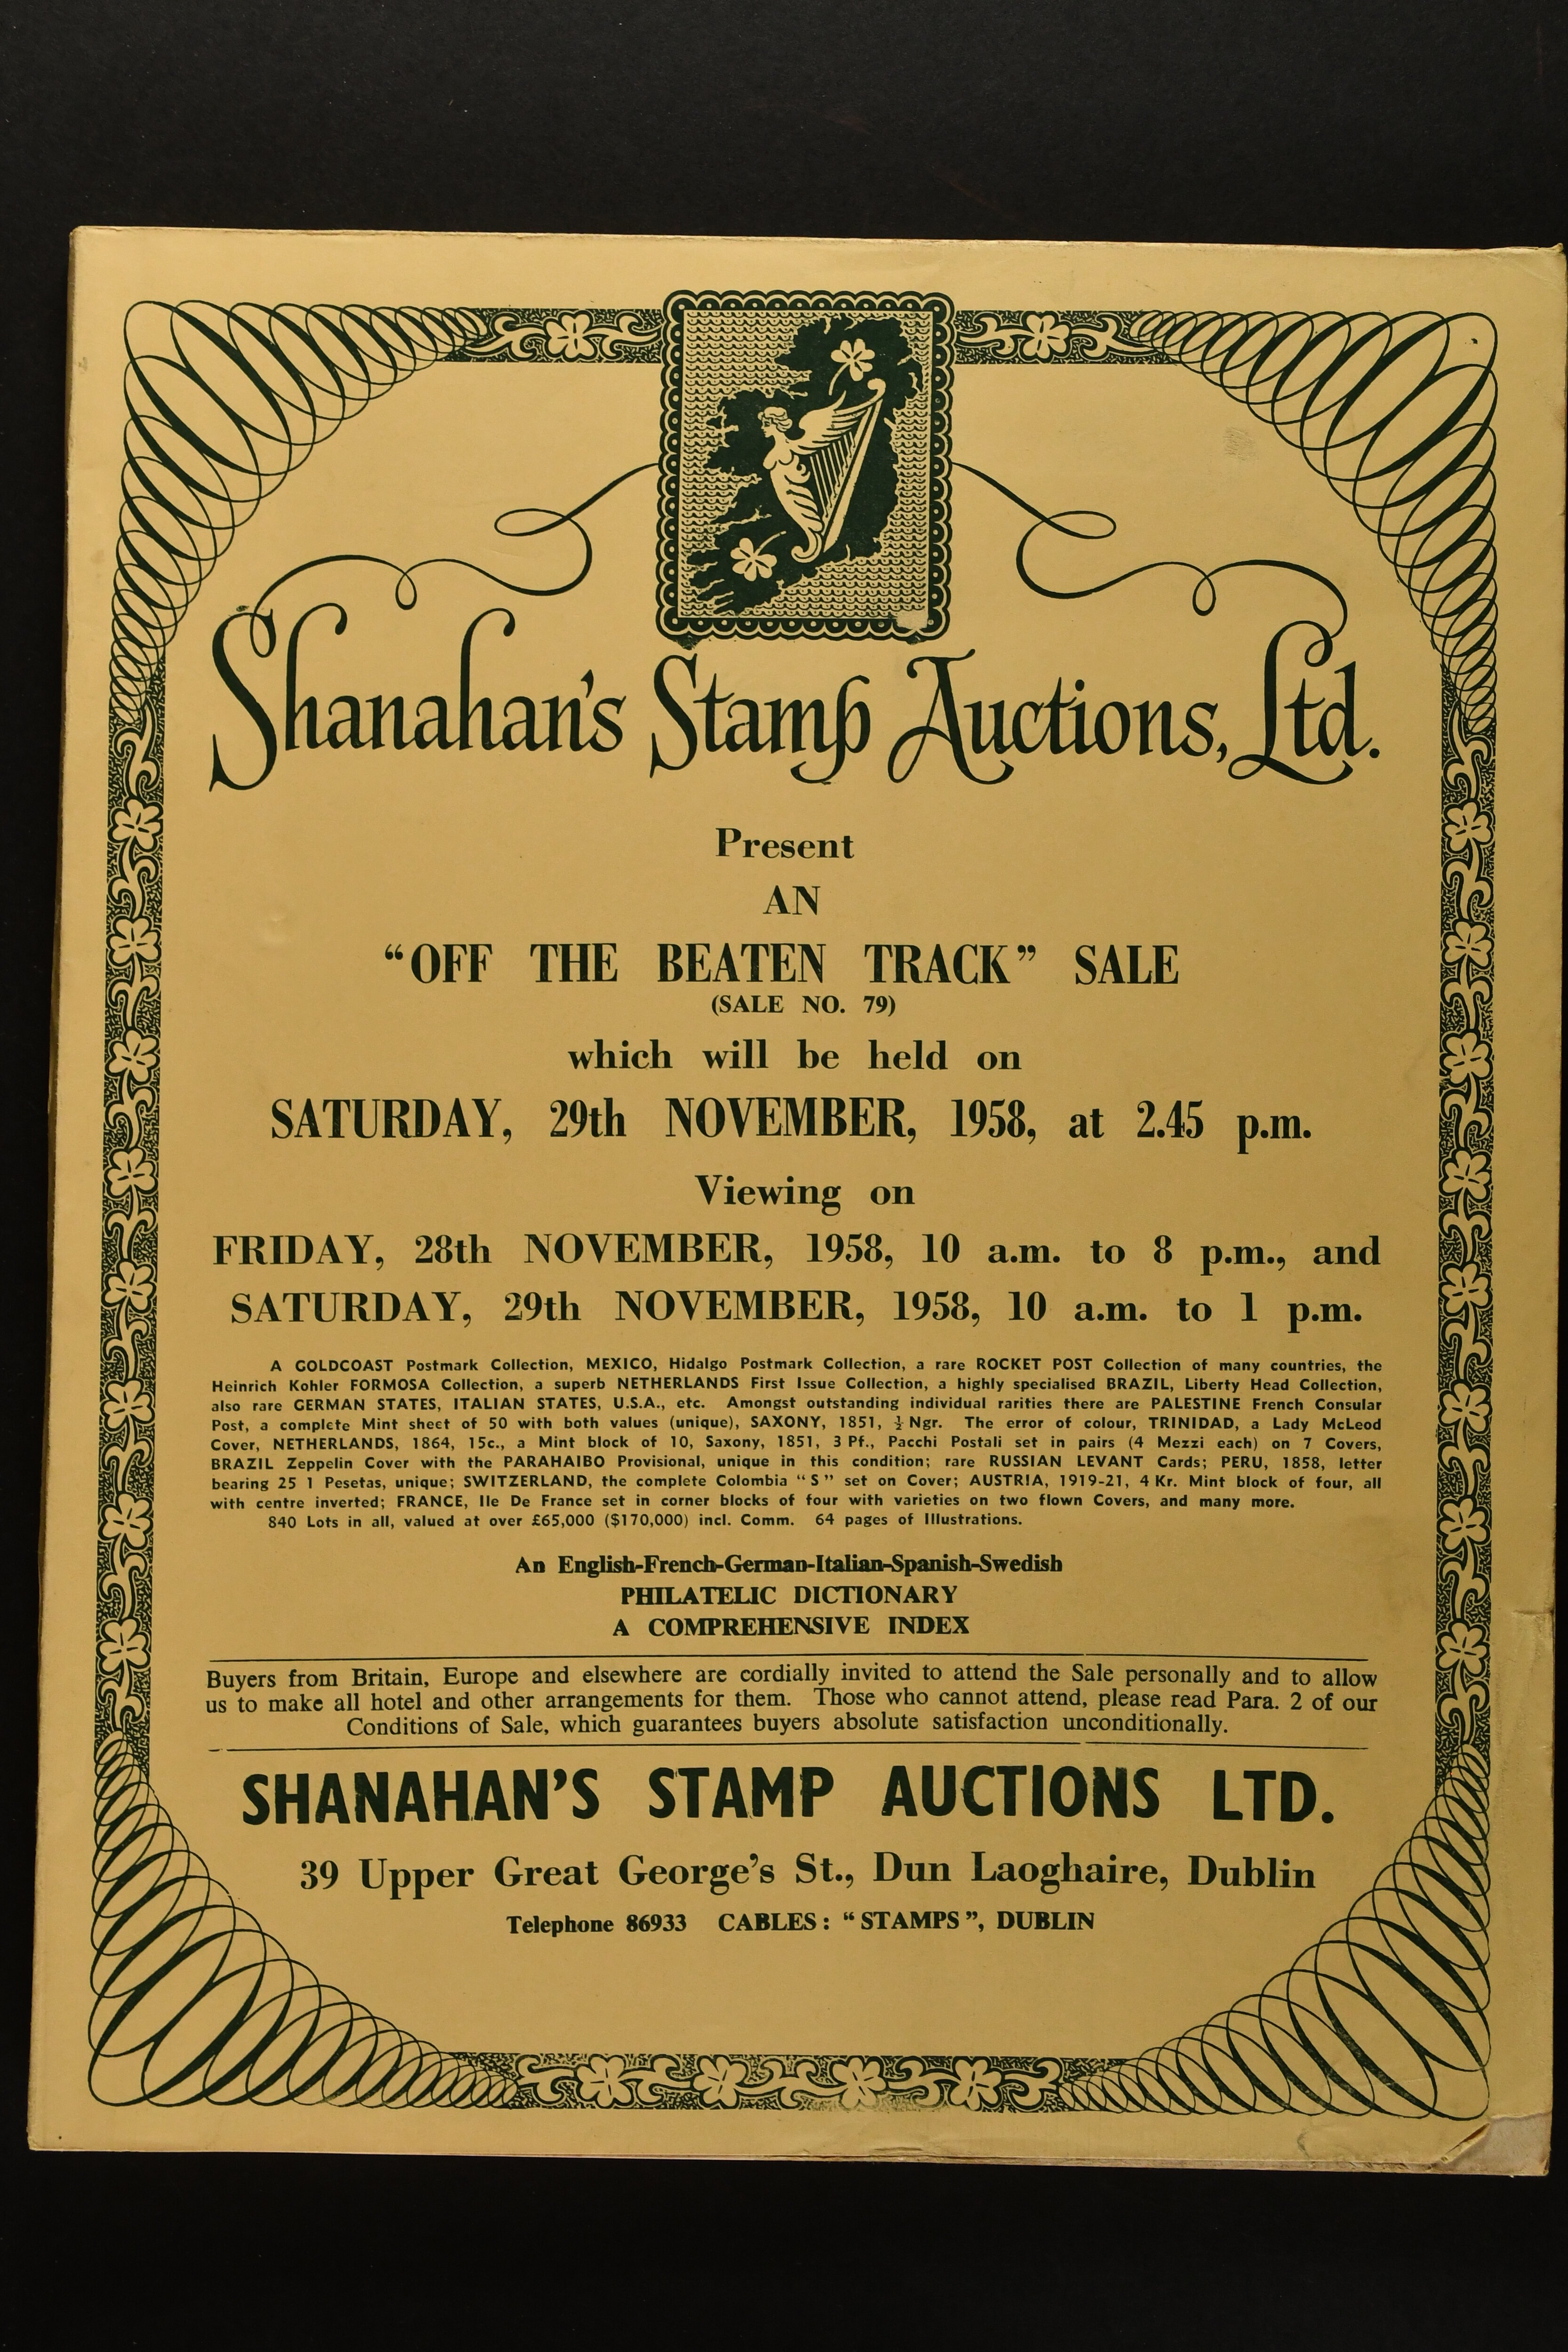 Shanahan's Stamp Auctions, Ltd.
Present
AN
“OFF THE BEATEN TRACK” SALE
(SALE NO. 79)
which will be held on
SATURDAY, 29th NOVEMBER, 1958, at 2.45 p.m.
Viewing on
FRIDAY, 28th NOVEMBER, 1958, 10 a.m. to 8 p.m., and
SATURDAY, 29th NOVEMBER, 1958, 10 a.m. to 1 p.m.
A GOLDCOAST Postmark Collection, MEXICO, Hidalgo Postmark Collection, a rare ROCKET POST Collection of many countries, the
Heinrich Kohler FORMOSA Collection, a superb NETHERLANDS First Issue Collection, a highly specialised BRAZIL, Liberty Head Collection,
also rare GERMAN STATES, ITALIAN STATES, U.S.A., etc. Amongst outstanding individual rarities there are PALESTINE French Consular
Post, a complete Mint sheet of 50 with both values (unique), SAXONY, 1851, ½ Ngr. The error of colour, TRINIDAD, a Lady McLeod
Cover, NETHERLANDS, 1864, 15c., a Mint block of 10, Saxony, 1851, 3 Pf., Pacchi Postali set in pairs (4 Mezzi each) on 7 Covers,
BRAZIL Zeppelin Cover with the PARAHAIBO Provisional, unique in this condition; rare RUSSIAN LEVANT Cards; PERU, 1858, letter
bearing 25 1 Pesetas, unique; SWITZERLAND, the complete Colombia “S” set on Cover; AUSTRIA, 1919-21, 4 Kr. Mint block of four, all
with centre inverted; FRANCE, Ile De France set in corner blocks of four with varieties on two flown Covers, and many more.
840 Lots in all, valued at over £65,000 ($170,000) incl. Comm. 64 pages of Illustrations.
An English-French-German-Italian-Spanish-Swedish
PHILATELIC DICTIONARY
A COMPREHENSIVE INDEX
Buyers from Britain, Europe and elsewhere are cordially invited to attend the Sale personally and to allow
us to make all hotel and other arrangements for them. Those who cannot attend, please read Para. 2 of our
Conditions of Sale, which guarantees buyers absolute satisfaction unconditionally.
SHANAHAN'S STAMP AUCTIONS LTD.
39 Upper Great George's St., Dun Laoghaire, Dublin
Telephone 86933 CABLES: “STAMPS”, DUBLIN